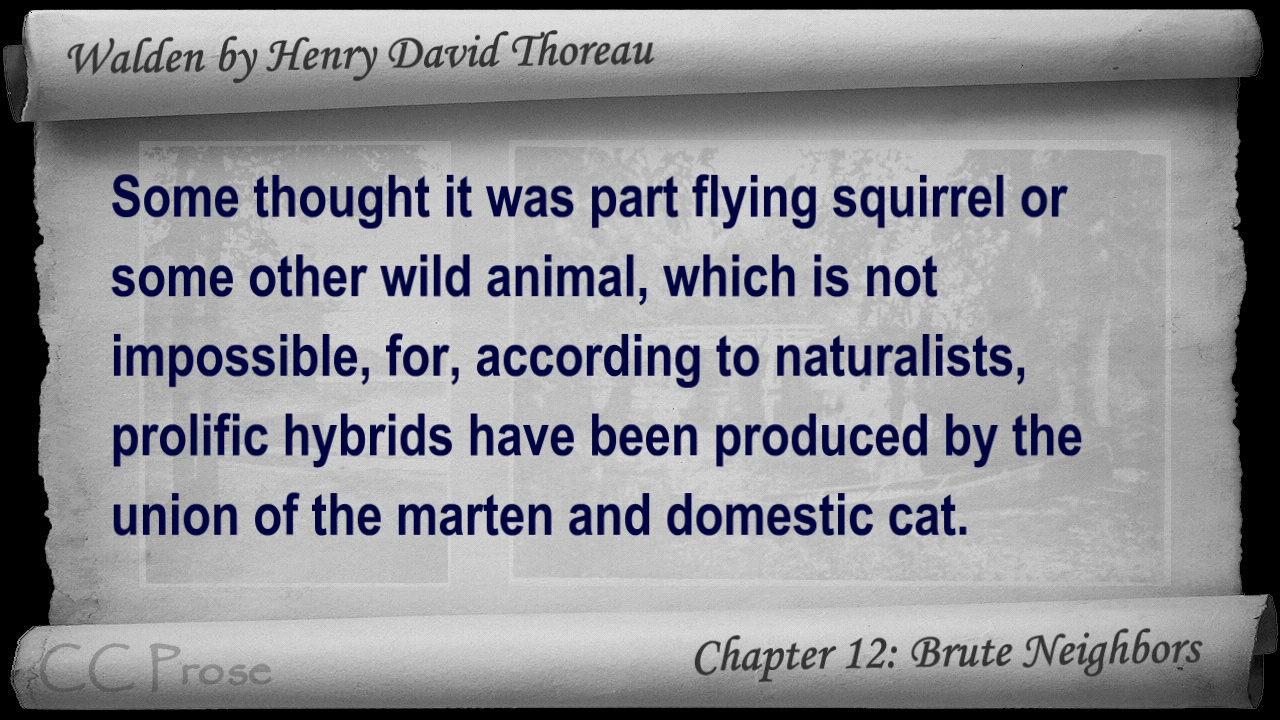 Walden by Henry David Thoreau
Some thought it was part flying squirrel or
some other wild animal, which is not
impossible, for, according to naturalists,
prolific hybrids have been produced by the
union of the marten and domestic cat.
CC Prose
Chapter 12: Brute Neighbors